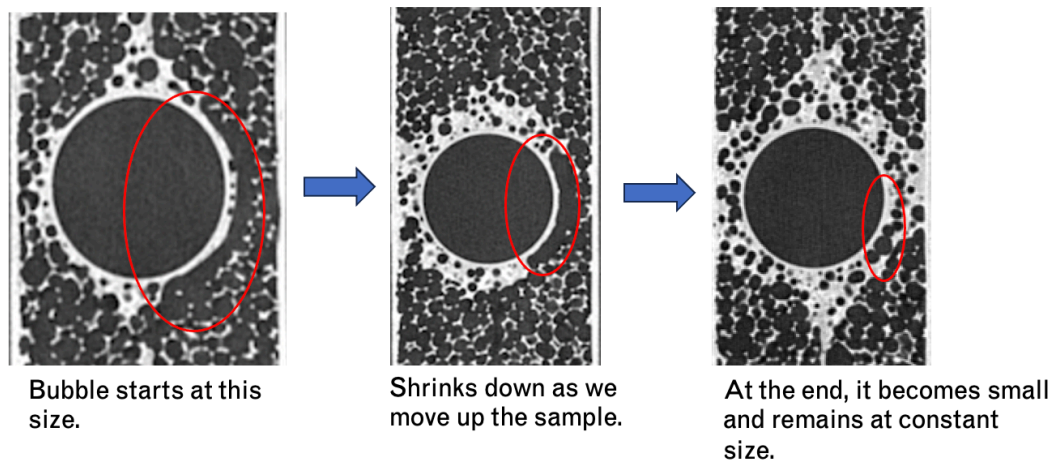 Bubble starts at this
size.
Shrinks down as we
move up the sample.
At the end, it becomes small
and remains at constant
size.